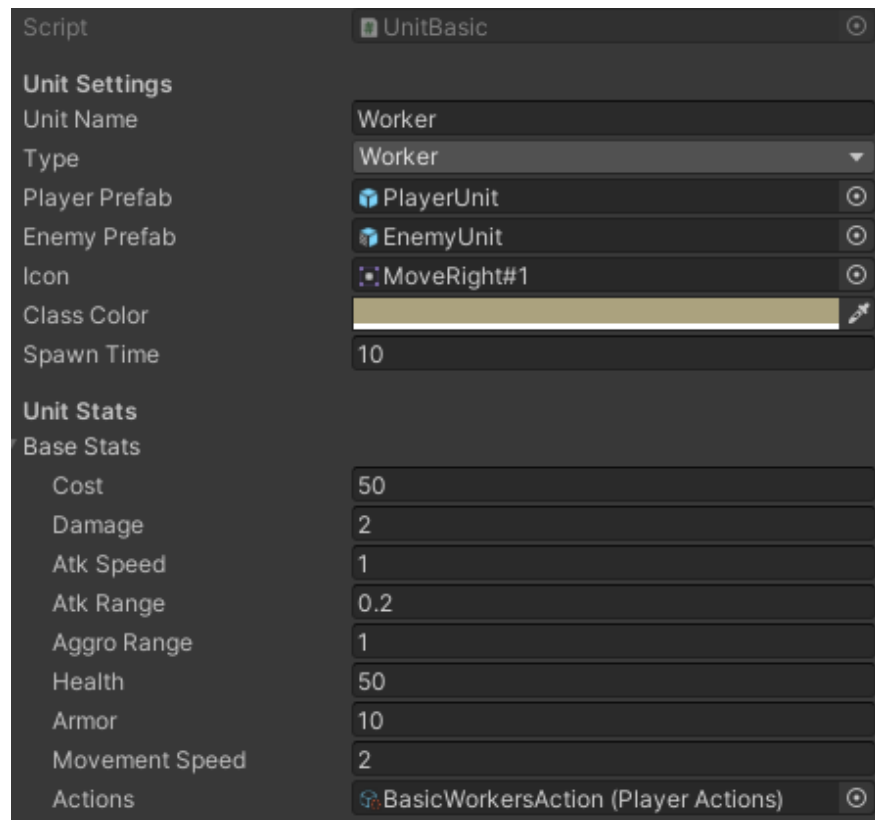 Script UnitBasic
Unit Settings
Unit Name Worker
Type Worker
Player Prefab PlayerUnit
Enemy Prefab EnemyUnit
Icon MoveRight#1
Class Color
Spawn Time 10
Unit Stats
Base Stats
Cost 50
Damage 2
Atk Speed 1
Atk Range 0.2
Aggro Range 1
Health 50
Armor 10
Movement Speed 2
Actions BasicWorkersAction (Player Actions)